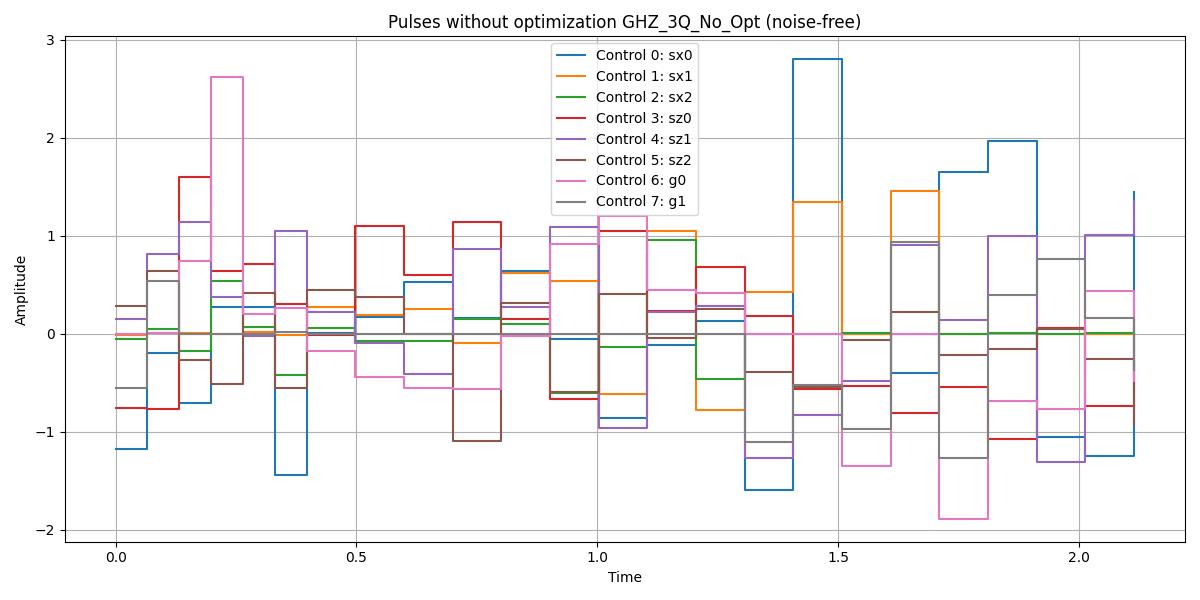 Pulses without optimization GHZ_3Q_No_Opt (noise-free)
3
2
1
0
−1
−2
Amplitude
Control 0: sx0
Control 1: sx1
Control 2: sx2
Control 3: sz0
Control 4: sz1
Control 5: sz2
Control 6: g0
Control 7: g1
0.0 0.5 1.0 1.5 2.0
Time